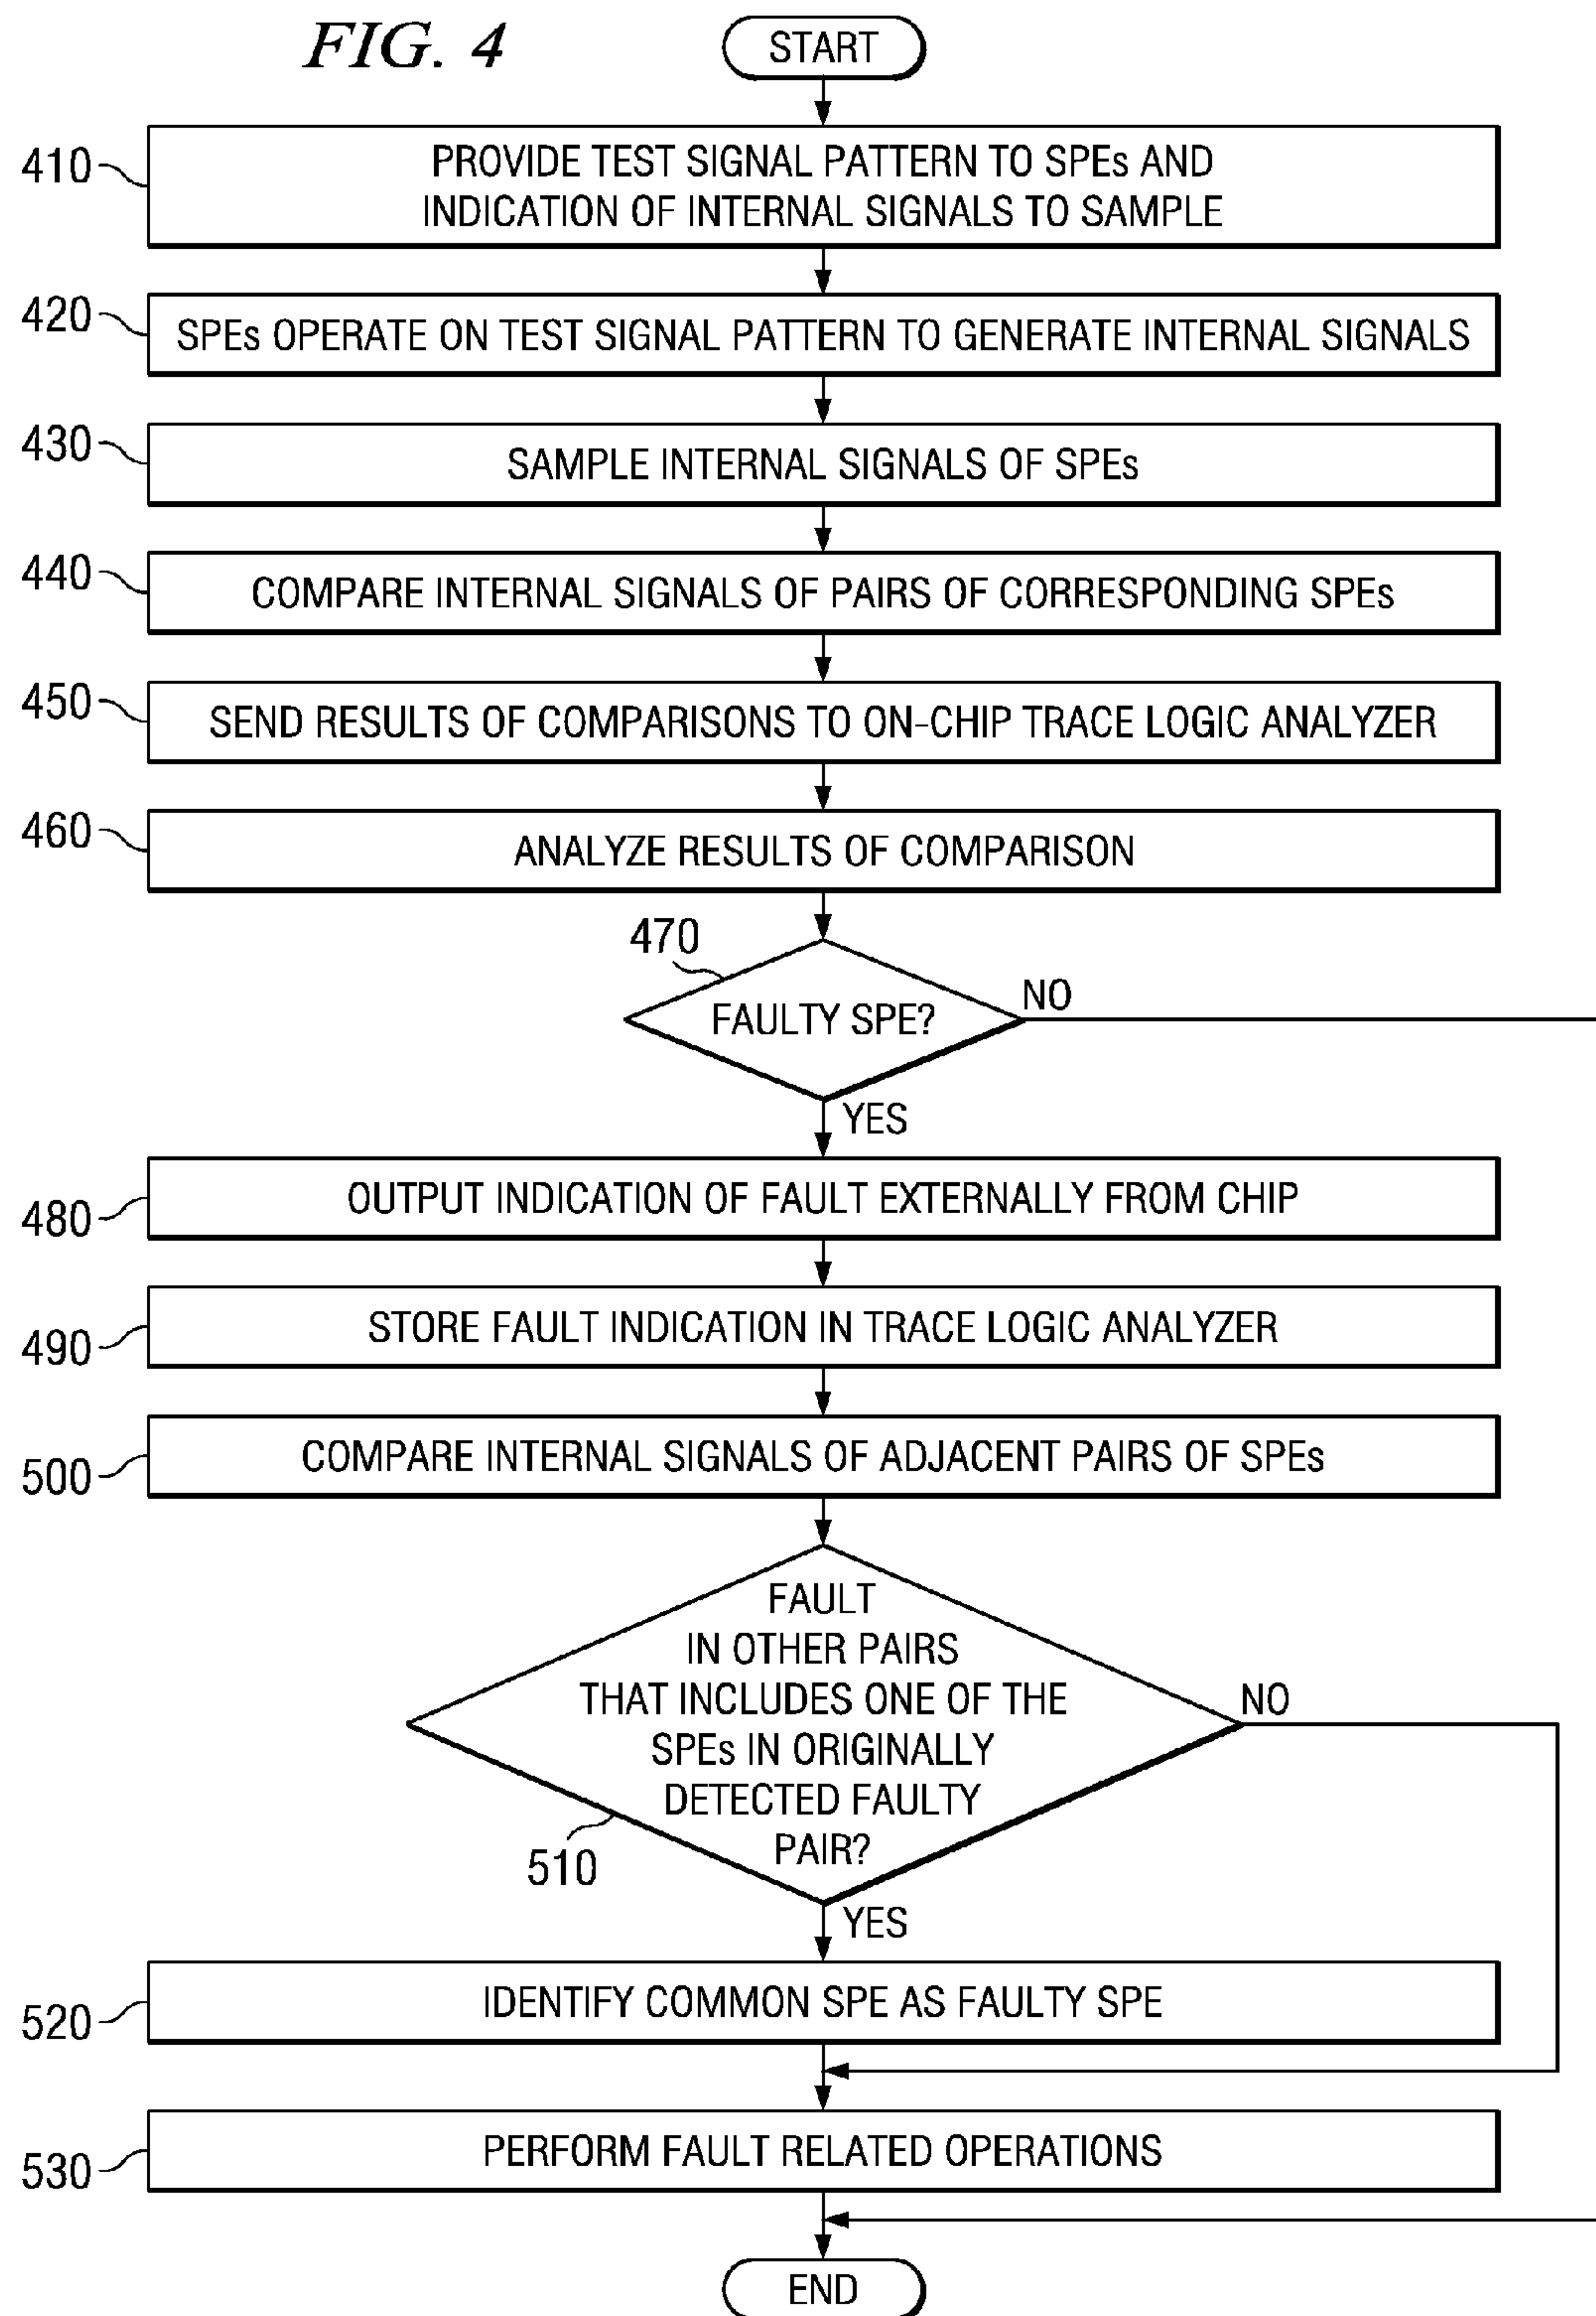 FIG. 4
START
410
PROVIDE TEST SIGNAL PATTERN TO SPEs AND
INDICATION OF INTERNAL SIGNALS TO SAMPLE
420
SPEs OPERATE ON TEST SIGNAL PATTERN TO GENERATE INTERNAL SIGNALS
430
SAMPLE INTERNAL SIGNALS OF SPEs
440
COMPARE INTERNAL SIGNALS OF PAIRS OF CORRESPONDING SPEs
450
SEND RESULTS OF COMPARISONS TO ON-CHIP TRACE LOGIC ANALYZER
460
ANALYZE RESULTS OF COMPARISON
470
FAULTY SPE?
NO
YES
480
OUTPUT INDICATION OF FAULT EXTERNALLY FROM CHIP
490
STORE FAULT INDICATION IN TRACE LOGIC ANALYZER
500
COMPARE INTERNAL SIGNALS OF ADJACENT PAIRS OF SPEs
FAULT
IN OTHER PAIRS
THAT INCLUDES ONE OF THE
SPEs IN ORIGINALLY
DETECTED FAULTY
PAIR?
NO
510
YES
520
IDENTIFY COMMON SPE AS FAULTY SPE
530
PERFORM FAULT RELATED OPERATIONS
END